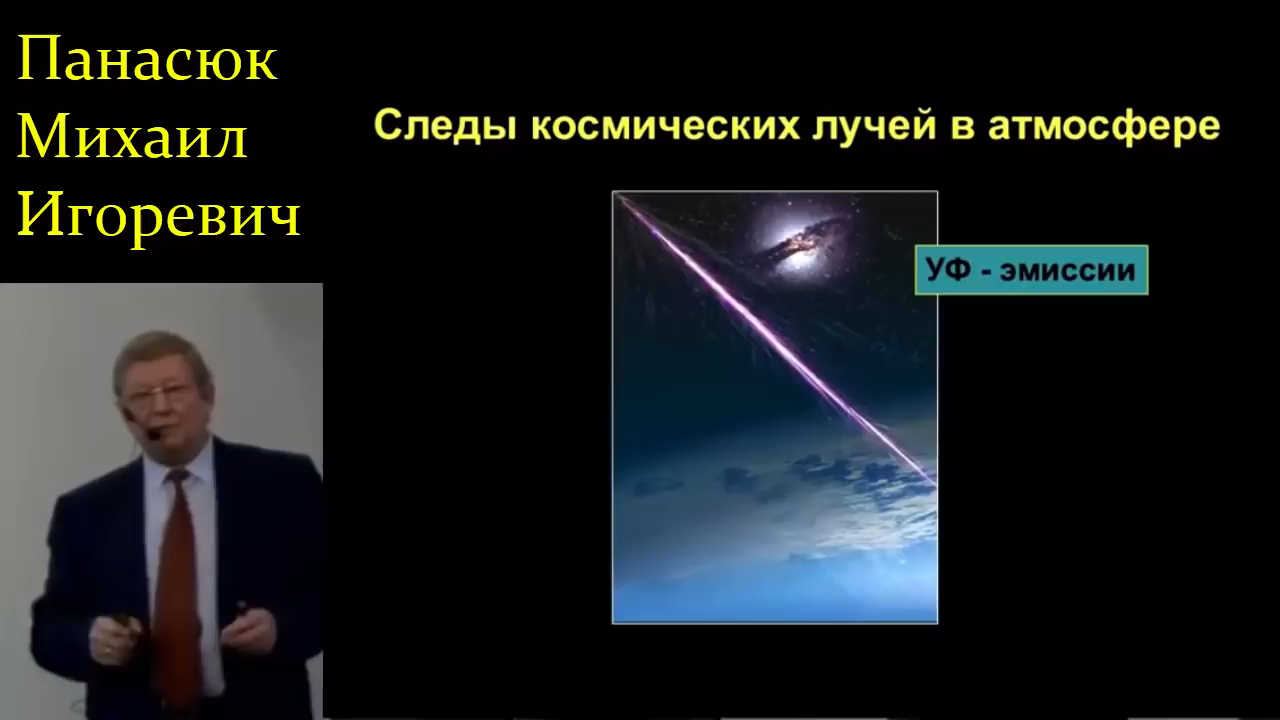 Панасюк
Михаил
Игоревич
Следы космических лучей в атмосфере
УФ - эмиссии